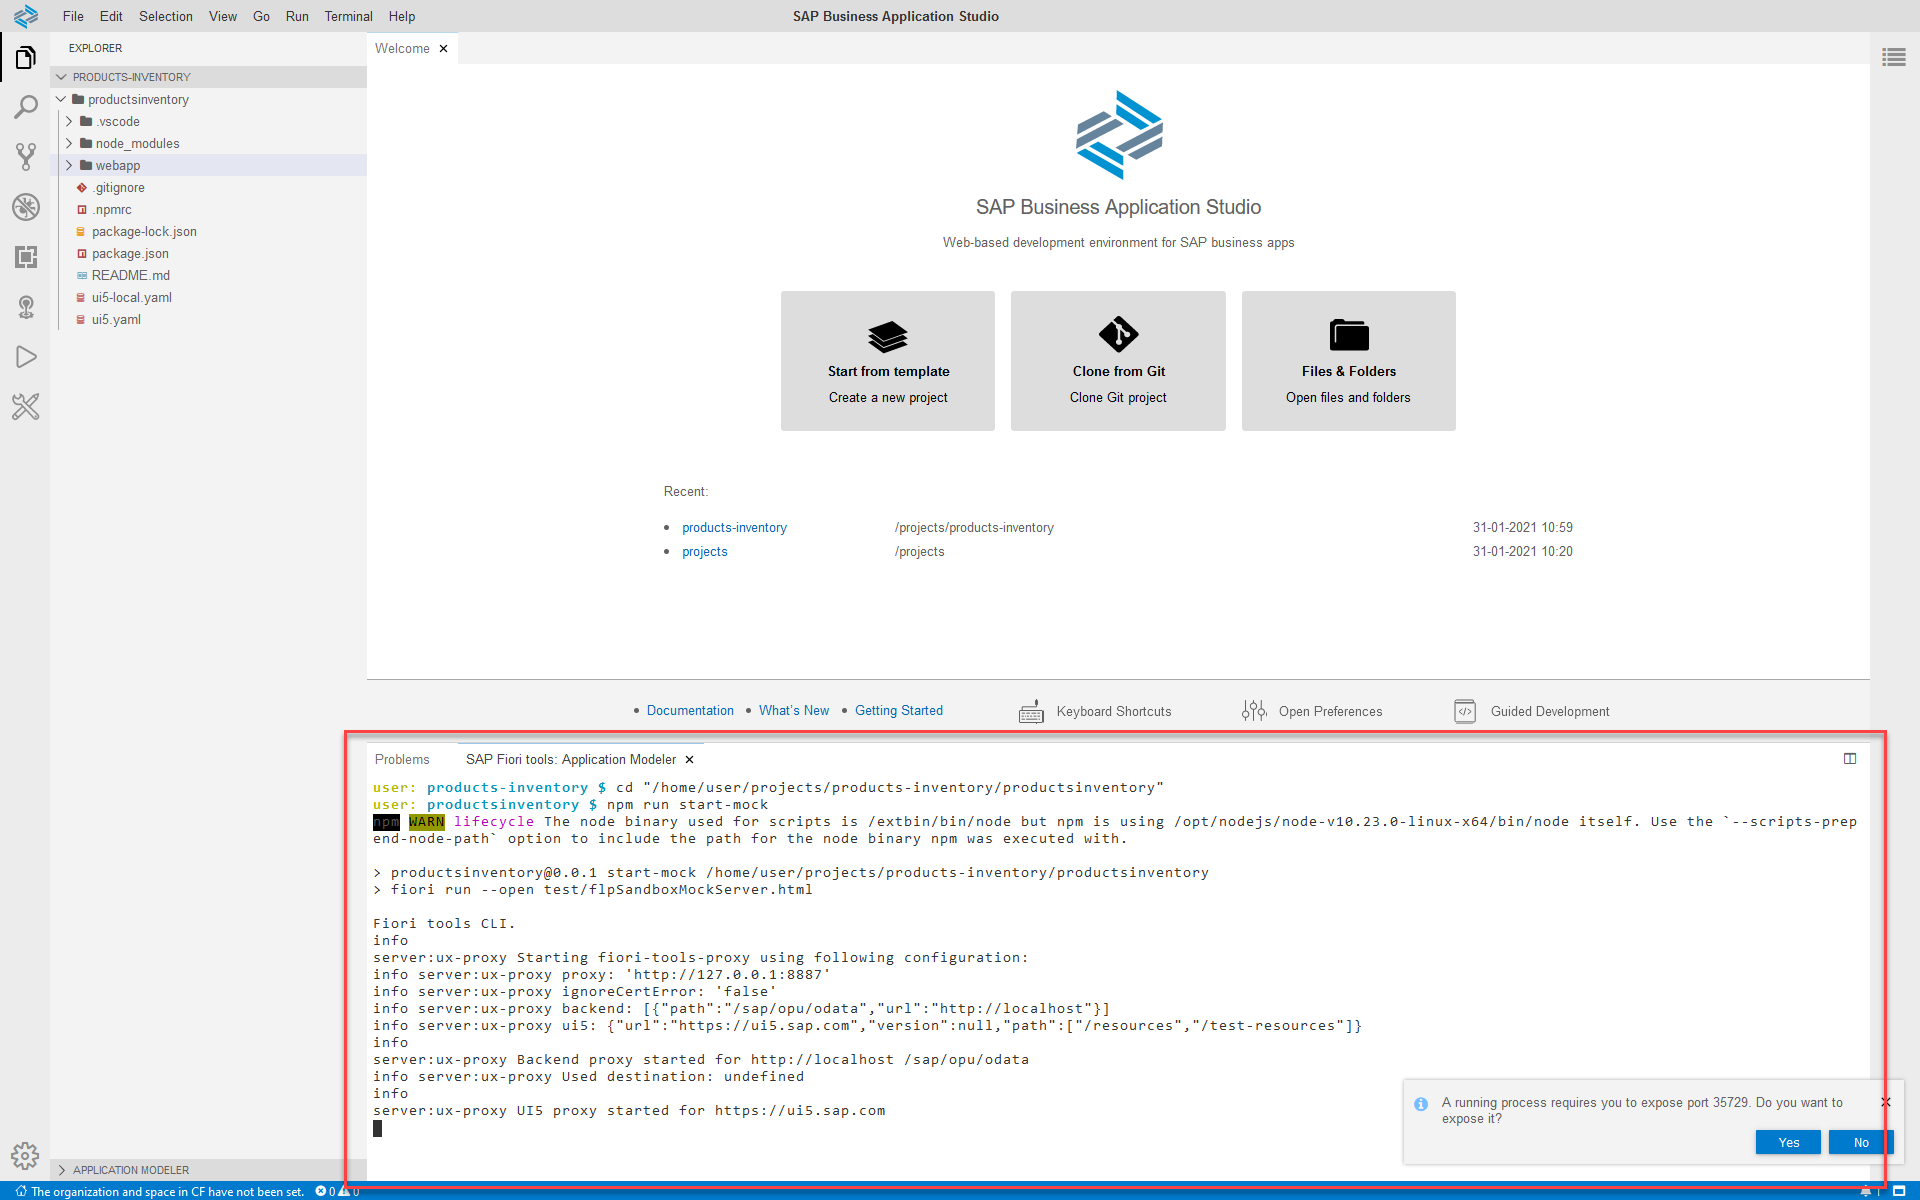 File Edit Selection View Go Run Terminal Help
SAP Business Application Studio
EXPLORER
PRODUCTS-INVENTORY
productsinventory
.vscode
node_modules
webapp
.gitignore
.npmrc
package-lock.json
package.json
README.md
ui5-local.yaml
ui5.yaml
APPLICATION MODELER
Welcome
SAP Business Application Studio
Web-based development environment for SAP business apps
Start from template
Create a new project
Clone from Git
Clone Git project
Files & Folders
Open files and folders
Recent:
products-inventory /projects/products-inventory 31-01-2021 10:59
projects /projects 31-01-2021 10:20
Documentation What's New Getting Started Keyboard Shortcuts Open Preferences Guided Development
Problems SAP Fiori tools: Application Modeler
user: products-inventory $ cd "/home/user/projects/products-inventory/productsinventory"
user: productsinventory $ npm run start-mock
npm WARN lifecycle The node binary used for scripts is /extbin/bin/node but npm is using /opt/nodejs/node-v10.23.0-linux-x64/bin/node itself. Use the `--scripts-prep
end-node-path` option to include the path for the node binary npm was executed with.
> productsinventory@0.0.1 start-mock /home/user/projects/products-inventory/productsinventory
> fiori run --open test/flpSandboxMockServer.html
Fiori tools CLI.
info
server:ux-proxy Starting fiori-tools-proxy using following configuration:
info server:ux-proxy proxy: 'http://127.0.0.1:8887'
info server:ux-proxy ignoreCertError: 'false'
info server:ux-proxy backend: [{"path":"/sap/opu/odata","url":"http://localhost"}]
info server:ux-proxy ui5: {"url":"https://ui5.sap.com","version":null,"path":["/resources","/test-resources"]}
info
server:ux-proxy Backend proxy started for http://localhost /sap/opu/odata
info server:ux-proxy Used destination: undefined
info
server:ux-proxy UI5 proxy started for https://ui5.sap.com
A running process requires you to expose port 35729. Do you want to
expose it?
Yes No
The organization and space in CF have not been set. 0 0 1